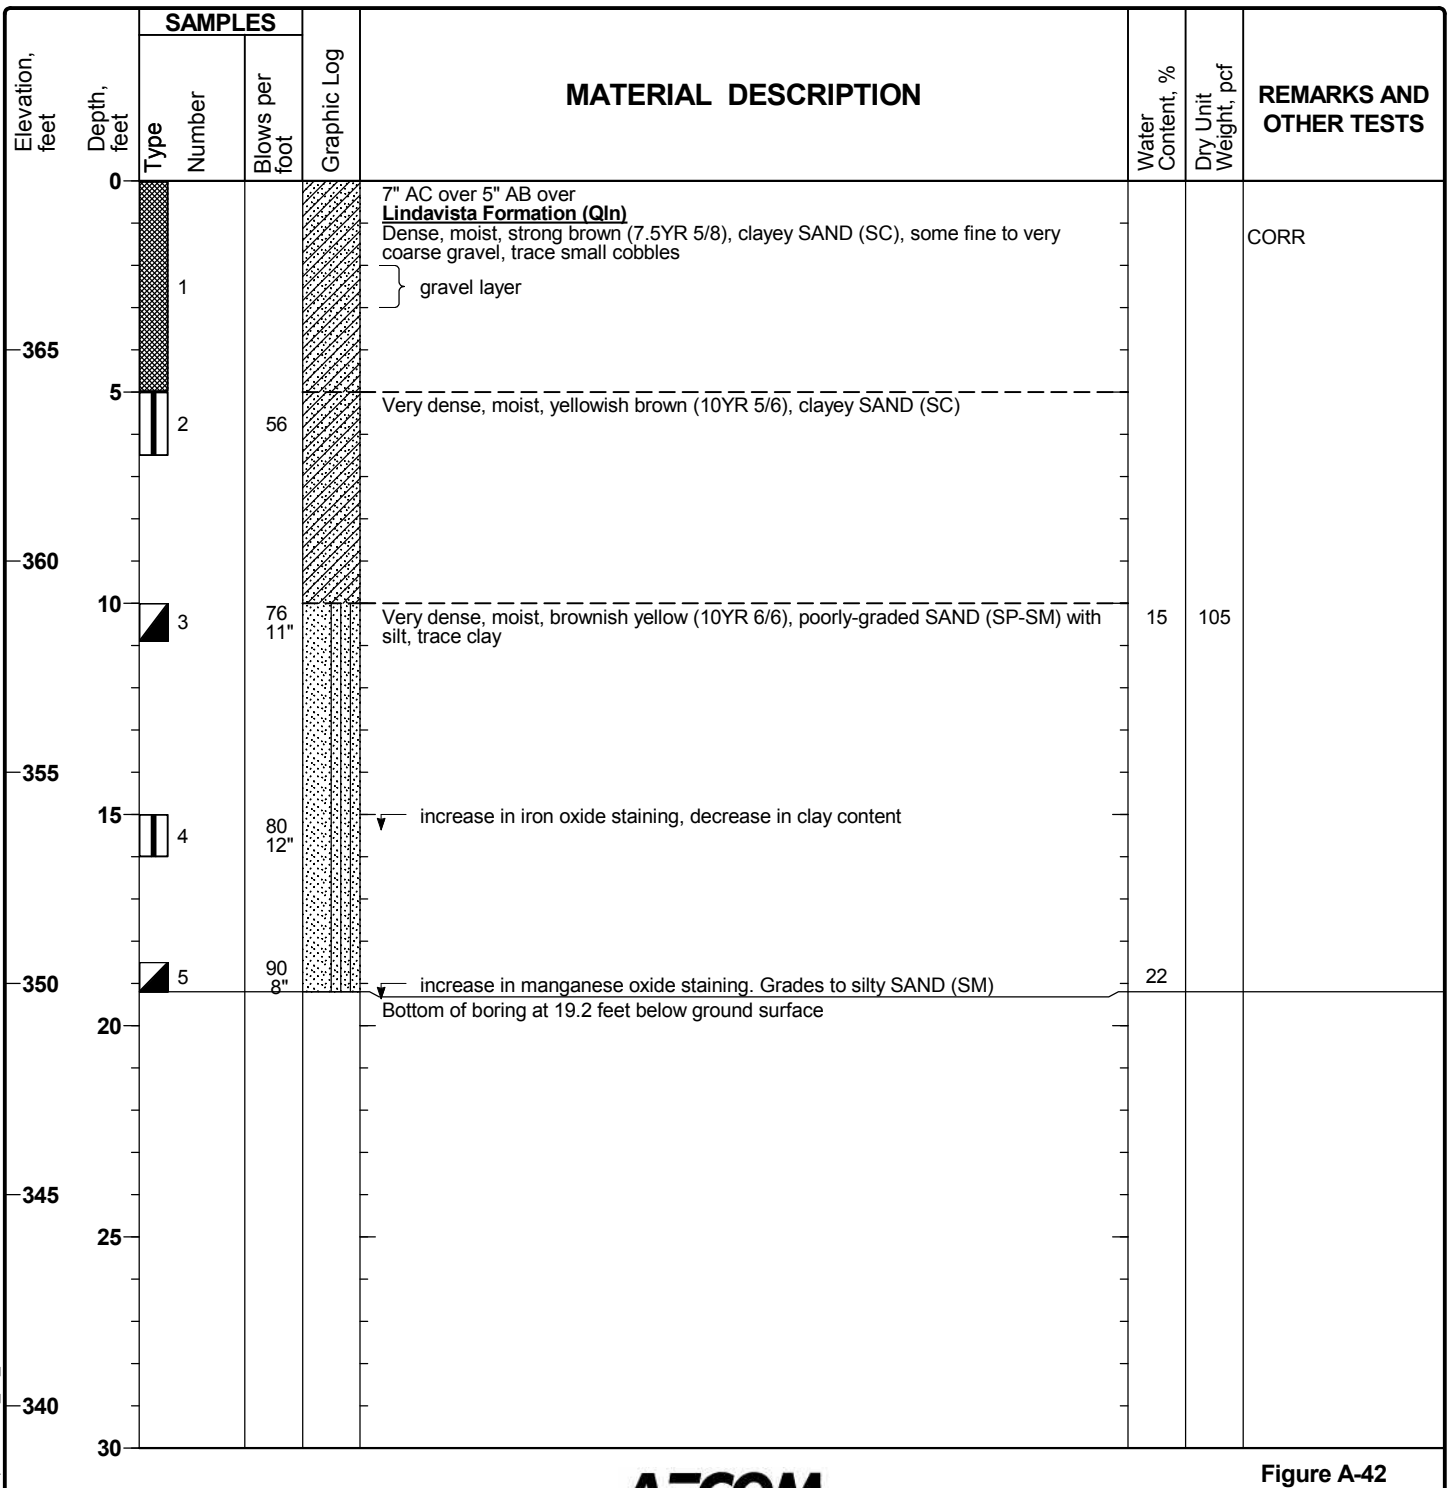 SAMPLES
Elevation,
feet
Depth,
feet
Type
Number
Blows per
foot
Graphic Log
MATERIAL DESCRIPTION
Water
Content, %
Dry Unit
Weight, pcf
REMARKS AND
OTHER TESTS
0
7" AC over 5" AB over
Lindavista Formation (Qln)
Dense, moist, strong brown (7.5YR 5/8), clayey SAND (SC), some fine to very
coarse gravel, trace small cobbles
CORR
1
gravel layer
365
5
Very dense, moist, yellowish brown (10YR 5/6), clayey SAND (SC)
2
56
360
10
3
76
11"
Very dense, moist, brownish yellow (10YR 6/6), poorly-graded SAND (SP-SM) with
silt, trace clay
15
105
355
15
4
80
12"
increase in iron oxide staining, decrease in clay content
350
5
90
8"
increase in manganese oxide staining. Grades to silty SAND (SM)
22
Bottom of boring at 19.2 feet below ground surface
20
345
25
340
30
AECOM
Figure A-42